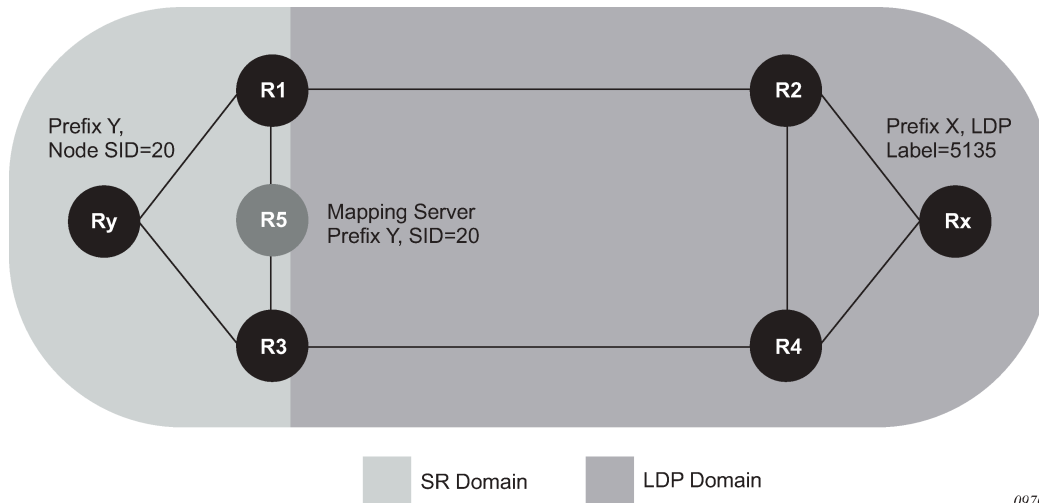 R1
R2
Prefix Y,
Node SID=20
Prefix X, LDP
Label=5135
Ry
R5
Mapping Server
Prefix Y, SID=20
Rx
R3
R4
SR Domain
LDP Domain